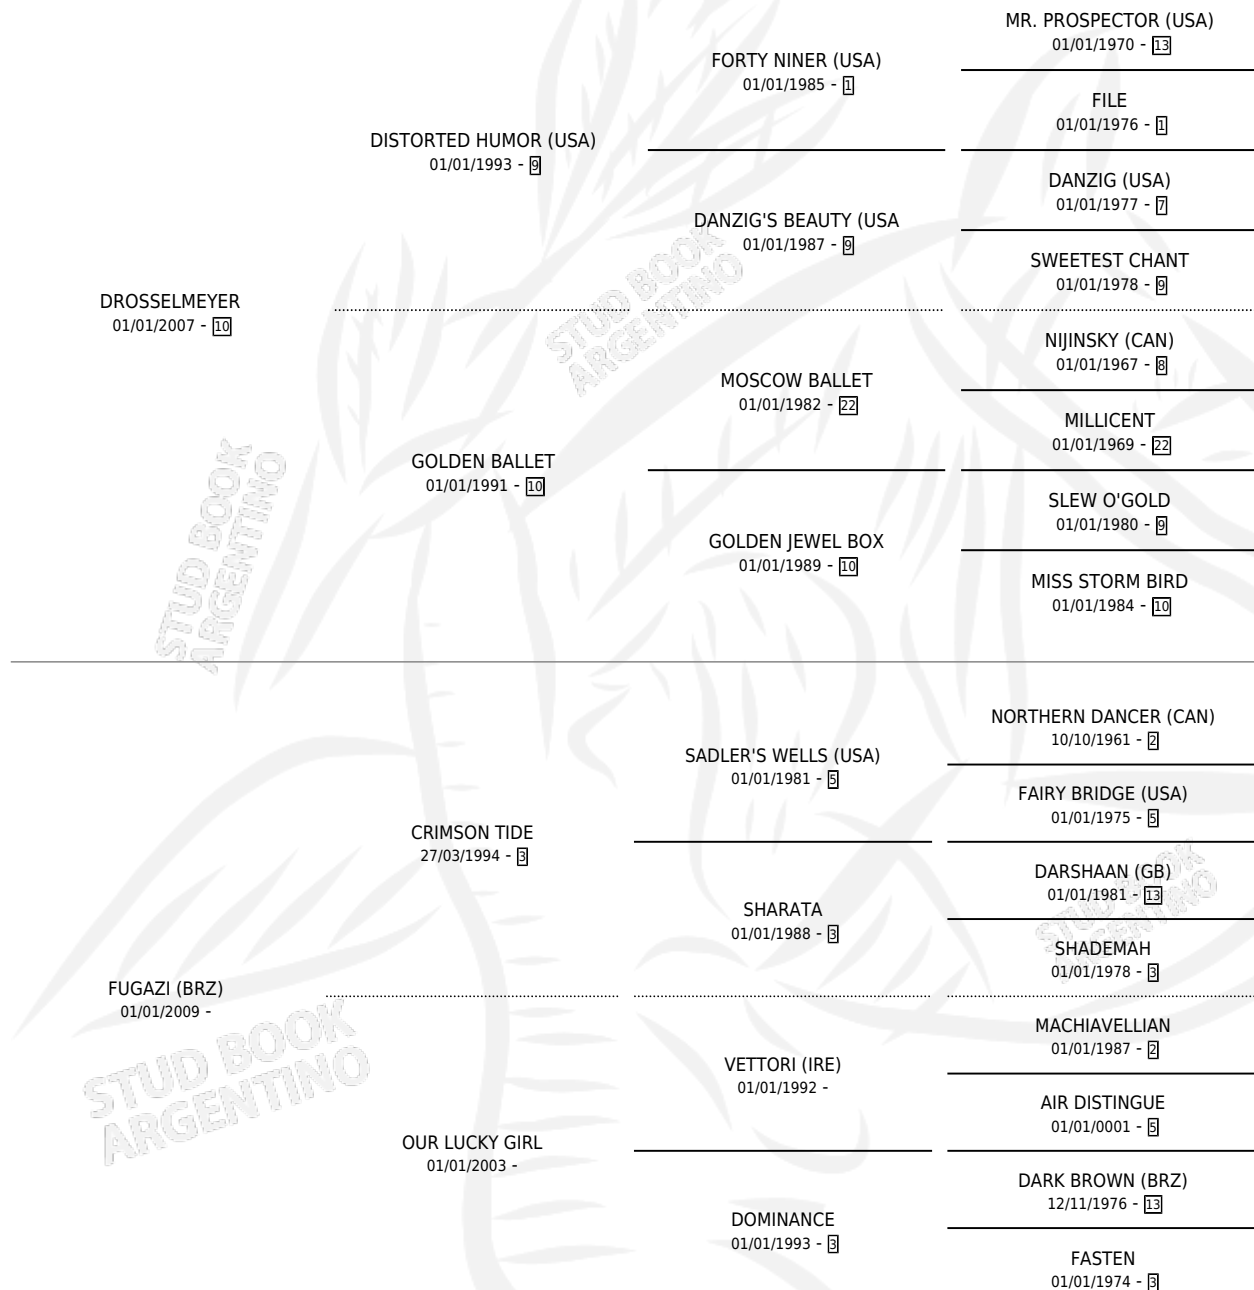 MR. PROSPECTOR (USA)
01/01/1970 - 13
FORTY NINER (USA)
01/01/1985 - 1
FILE
01/01/1976 - 1
DISTORTED HUMOR (USA)
01/01/1993 - 9
DANZIG (USA)
01/01/1977 - 7
DANZIG'S BEAUTY (USA
01/01/1987 - 9
SWEETEST CHANT
01/01/1978 - 9
DROSSELMEYER
01/01/2007 - 10
STUD BOOK
ARGENTINO
NIJINSKY (CAN)
01/01/1967 - 8
MOSCOW BALLET
01/01/1982 - 22
MILLICENT
01/01/1969 - 22
GOLDEN BALLET
01/01/1991 - 10
SLEW O'GOLD
01/01/1980 - 9
GOLDEN JEWEL BOX
01/01/1989 - 10
MISS STORM BIRD
01/01/1984 - 10
STUD BOOK
ARGENTINO
NORTHERN DANCER (CAN)
10/10/1961 - 2
SADLER'S WELLS (USA)
01/01/1981 - 5
FAIRY BRIDGE (USA)
01/01/1975 - 5
CRIMSON TIDE
27/03/1994 - 3
DARSHAAN (GB)
01/01/1981 - 13
SHARATA
01/01/1988 - 3
STUD BOOK
ARGENTINO
SHADEMAH
01/01/1978 - 3
FUGAZI (BRZ)
01/01/2009 -
STUD BOOK
ARGENTINO
MACHIAVELLIAN
01/01/1987 - 2
VETTORI (IRE)
01/01/1992 -
AIR DISTINGUE
01/01/0001 - 5
OUR LUCKY GIRL
01/01/2003 -
DARK BROWN (BRZ)
12/11/1976 - 13
DOMINANCE
01/01/1993 - 3
FASTEN
01/01/1974 - 3